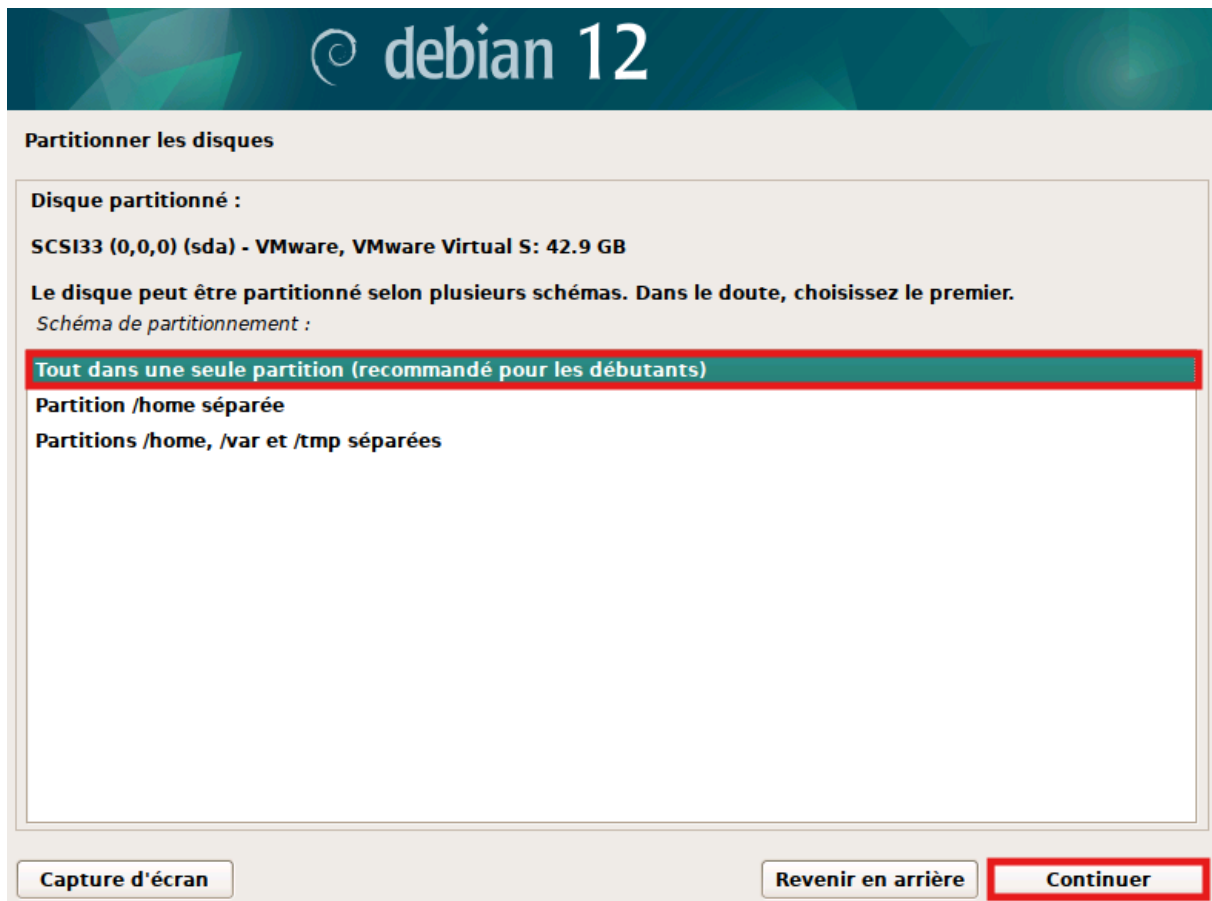 debian 12
Partitionner les disques
Disque partitionné :
SCSI33 (0,0,0) (sda) - VMware, VMware Virtual S: 42.9 GB
Le disque peut être partitionné selon plusieurs schémas. Dans le doute, choisissez le premier.
Schéma de partitionnement :
Tout dans une seule partition (recommandé pour les débutants)
Partition /home séparée
Partitions /home, /var et /tmp séparées
Capture d'écran
Revenir en arrière
Continuer